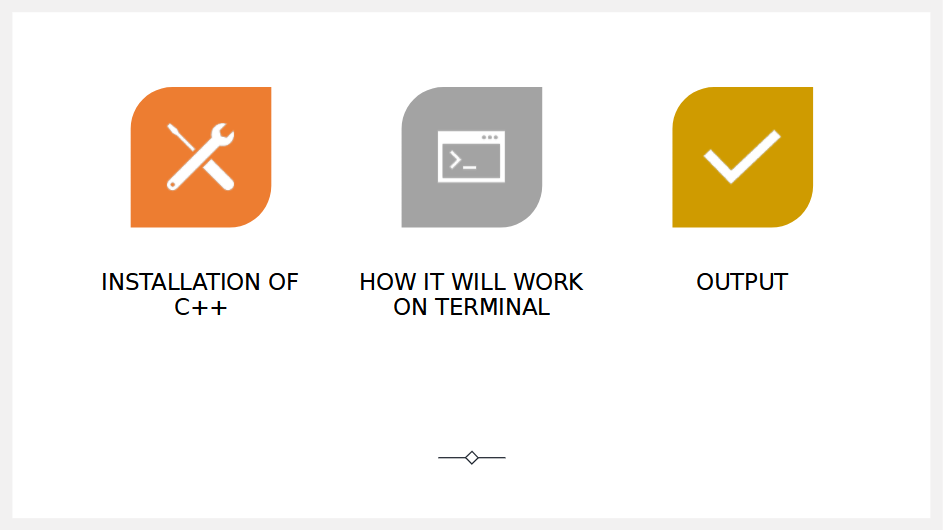 INSTALLATION OF
C++
HOW IT WILL WORK
ON TERMINAL
OUTPUT